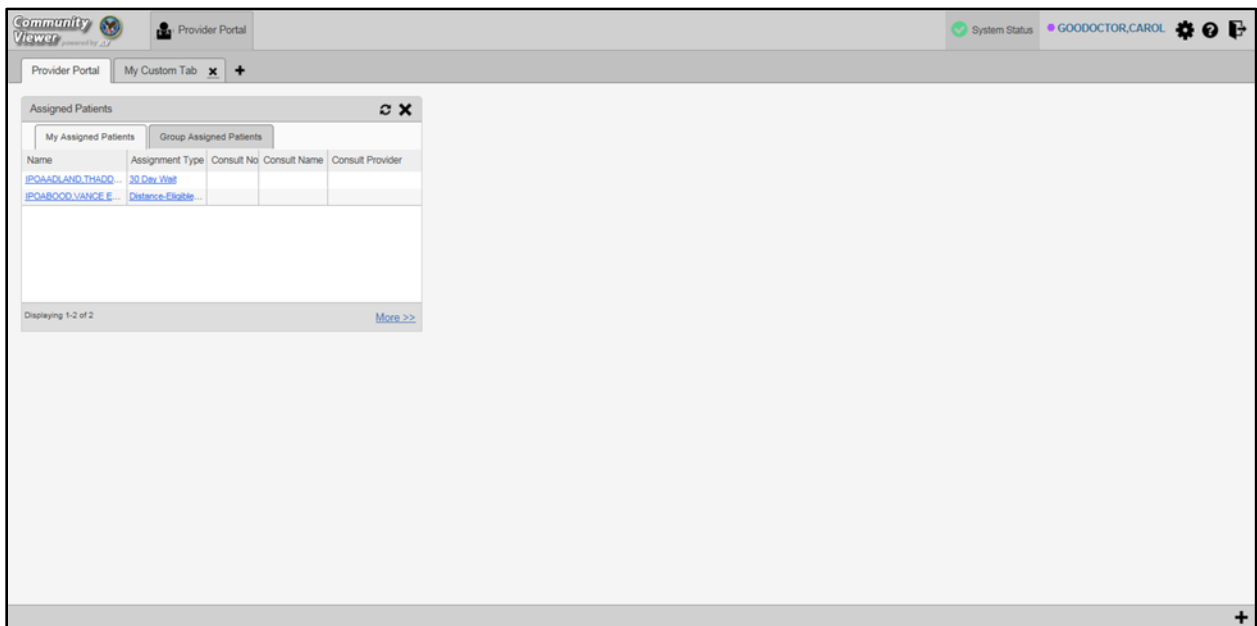 Community Viewer powered by
Provider Portal
System Status
GOODOCTOR,CAROL
Provider Portal
My Custom Tab x +
Assigned Patients
My Assigned Patients
Group Assigned Patients
Name Assignment Type Consult No Consult Name Consult Provider
IPOAADLAND,THADD... 30 Day Wait
IPOABOOD,VANCE E... Distance-Eligible...
Displaying 1-2 of 2
More >>
+